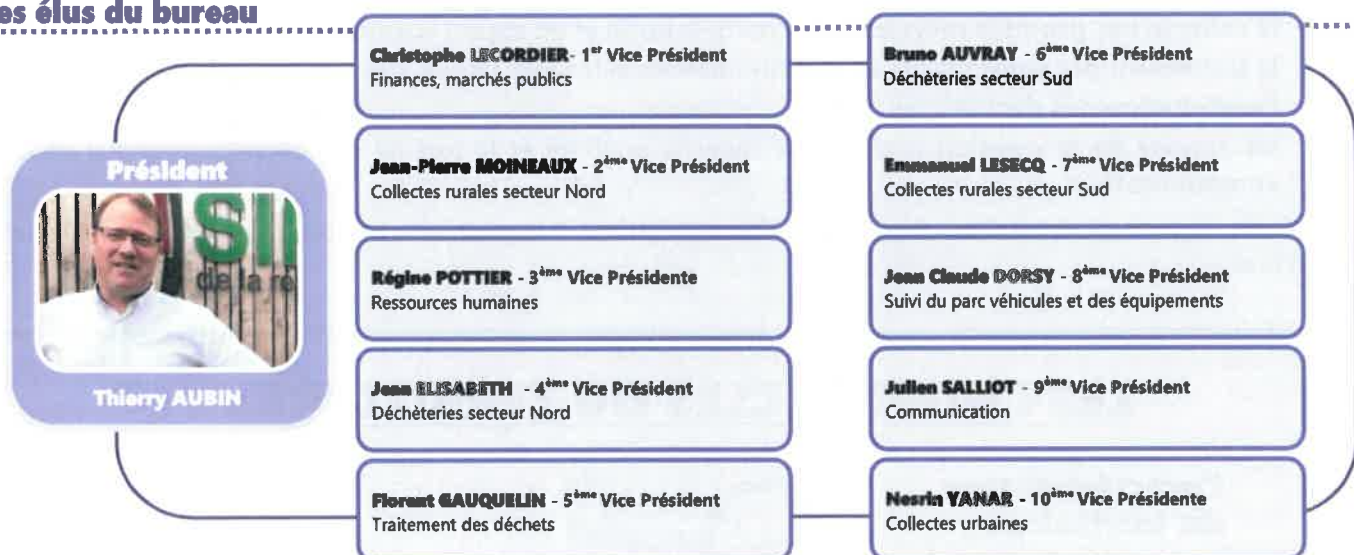 es élus du bureau
Président
SI
de la ré
Thierry AUBIN
Christophe LECORDIER- 1er Vice Président
Finances, marchés publics
Jean-Pierre MOINEAUX - 2ème Vice Président
Collectes rurales secteur Nord
Régine POTTIER - 3ème Vice Présidente
Ressources humaines
Jean ELISABETH - 4ème Vice Président
Déchèteries secteur Nord
Florent GAUQUELIN - 5ème Vice Président
Traitement des déchets
Bruno AUVRAY - 6ème Vice Président
Déchèteries secteur Sud
Emmanuel LESECQ - 7ème Vice Président
Collectes rurales secteur Sud
Jean Claude DORSY - 8ème Vice Président
Suivi du parc véhicules et des équipements
Julien SALLIOT - 9ème Vice Président
Communication
Nesrin YANAR - 10ème Vice Présidente
Collectes urbaines